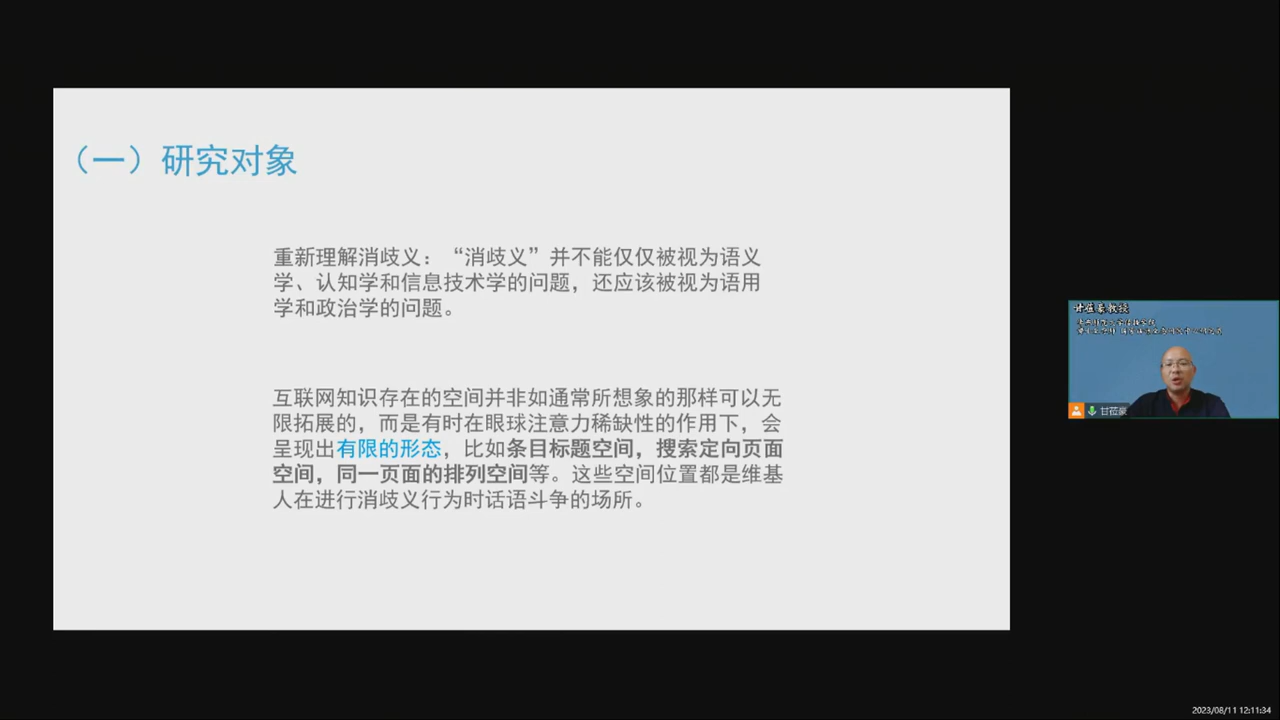 （一）研究对象
重新理解消歧义：“消歧义”并不能仅仅被视为语义
学、认知学和信息技术学的问题，还应该被视为语用
学和政治学的问题。
互联网知识存在的空间并非如通常所想象的那样可以无
限拓展的，而是有时在眼球注意力稀缺性的作用下，会
呈现出有限的形态，比如条目标题空间，搜索定向页面
空间，同一页面的排列空间等。这些空间位置都是维基
人在进行消歧义行为时话语斗争的场所。
甘莅豪教授
甘莅豪
2023/08/11 12:11:34